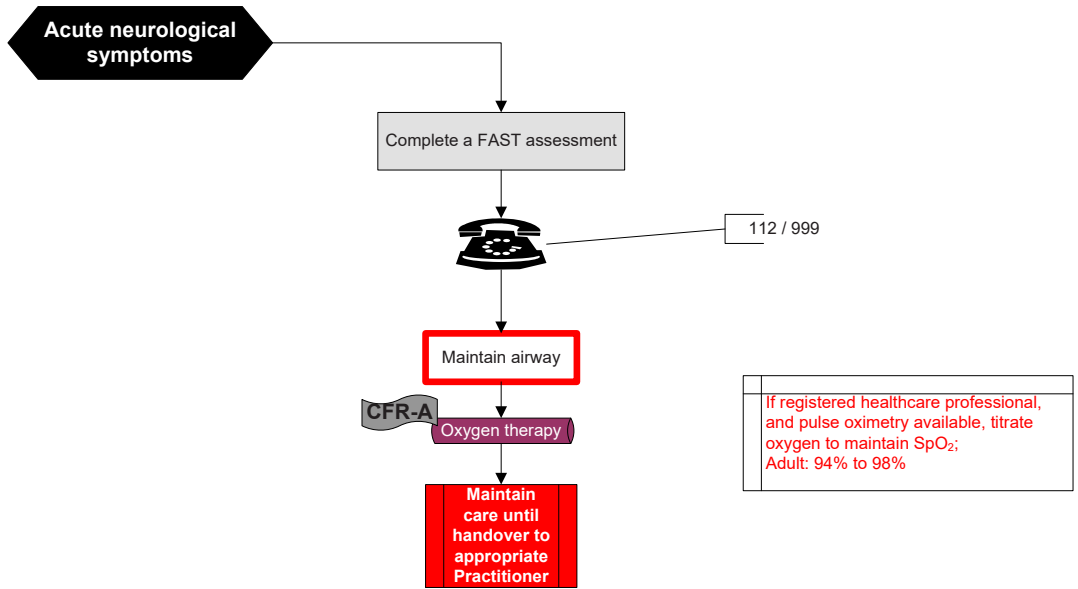 Acute neurological
symptoms
Complete a FAST assessment
112 / 999
Maintain airway
CFR-A
Oxygen therapy
If registered healthcare professional,
and pulse oximetry available, titrate
oxygen to maintain SpO₂;
Adult: 94% to 98%
Maintain
care until
handover to
appropriate
Practitioner